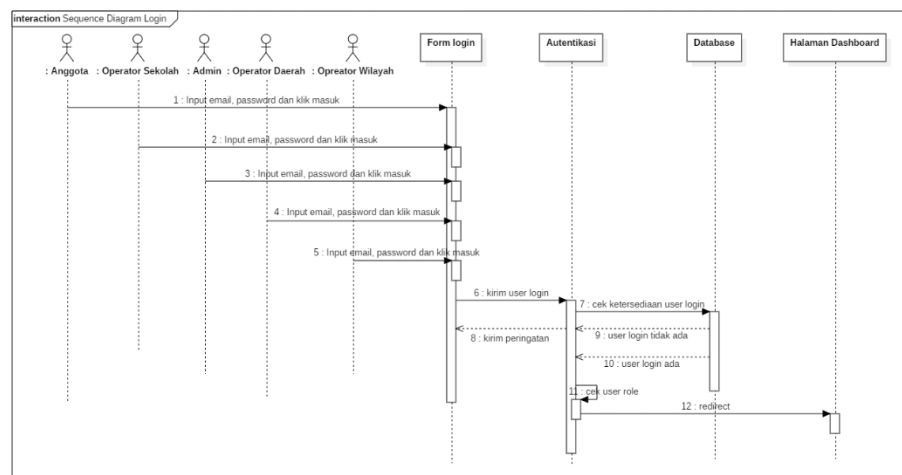 interaction Sequence Diagram Login
: Anggota
: Operator Sekolah
: Admin
: Operator Daerah
: Opreator Wilayah
Form login
Autentikasi
Database
Halaman Dashboard
1 : Input email, password dan klik masuk
2 : Input email, password dan klik masuk
3 : Input email, password dan klik masuk
4 : Input email, password dan klik masuk
5 : Input email, password dan klik masuk
6 : kirim user login
7 : cek ketersediaan user login
8 : kirim peringatan
9 : user login tidak ada
10 : user login ada
11 : cek user role
12 : redirect